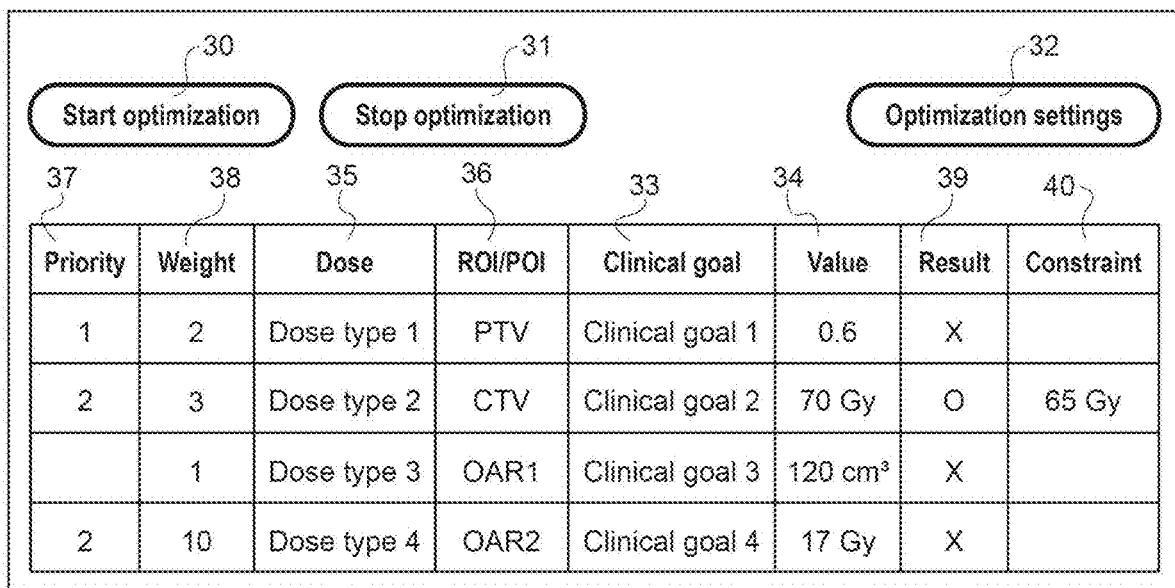 30 31 32
Start optimization Stop optimization Optimization settings
37 38 35 36 33 34 39 40
Priority Weight Dose ROI/POI Clinical goal Value Result Constraint
1 2 Dose type 1 PTV Clinical goal 1 0.6 X
2 3 Dose type 2 CTV Clinical goal 2 70 Gy O 65 Gy
1 Dose type 3 OAR1 Clinical goal 3 120 cm³ X
2 10 Dose type 4 OAR2 Clinical goal 4 17 Gy X